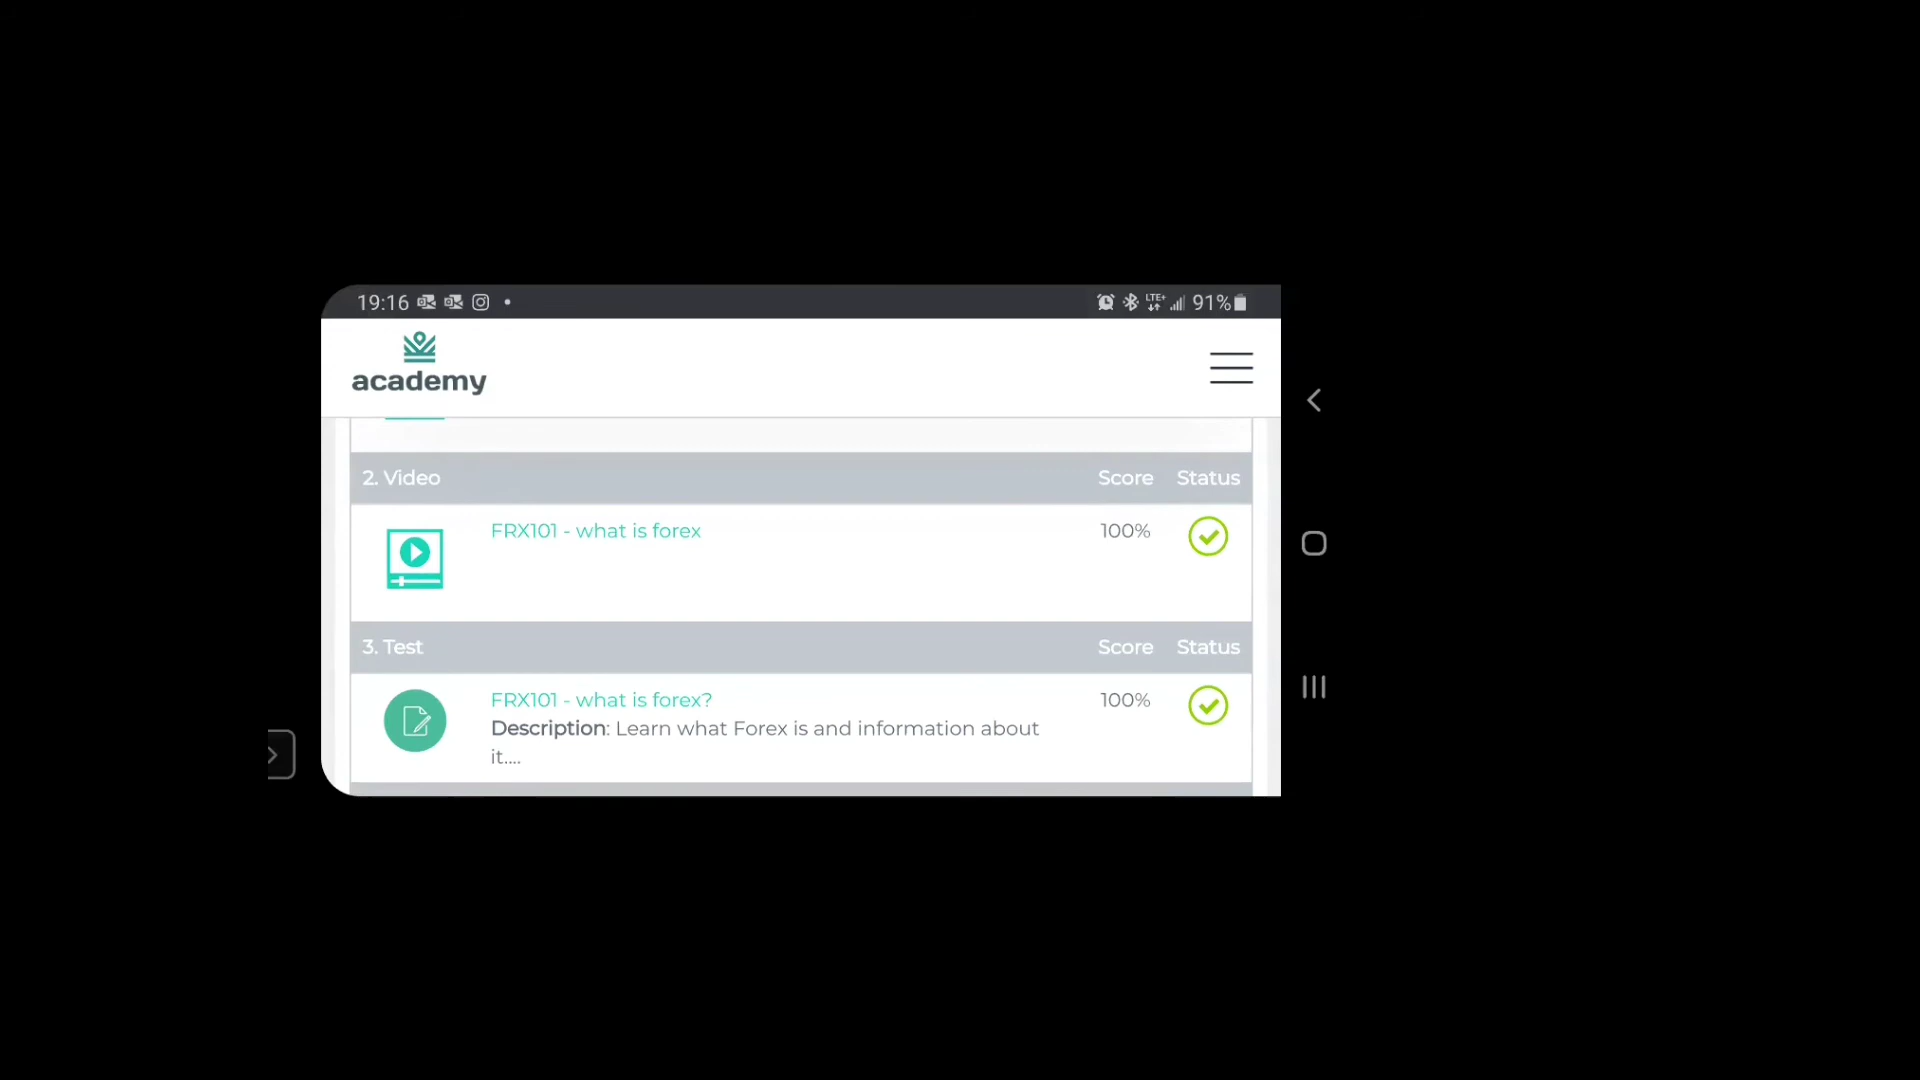 19:16 LTE+ 91%
academy
2. Video Score Status
FRX101 - what is forex 100%
3. Test Score Status
FRX101 - what is forex? 100%
Description: Learn what Forex is and information about
it....